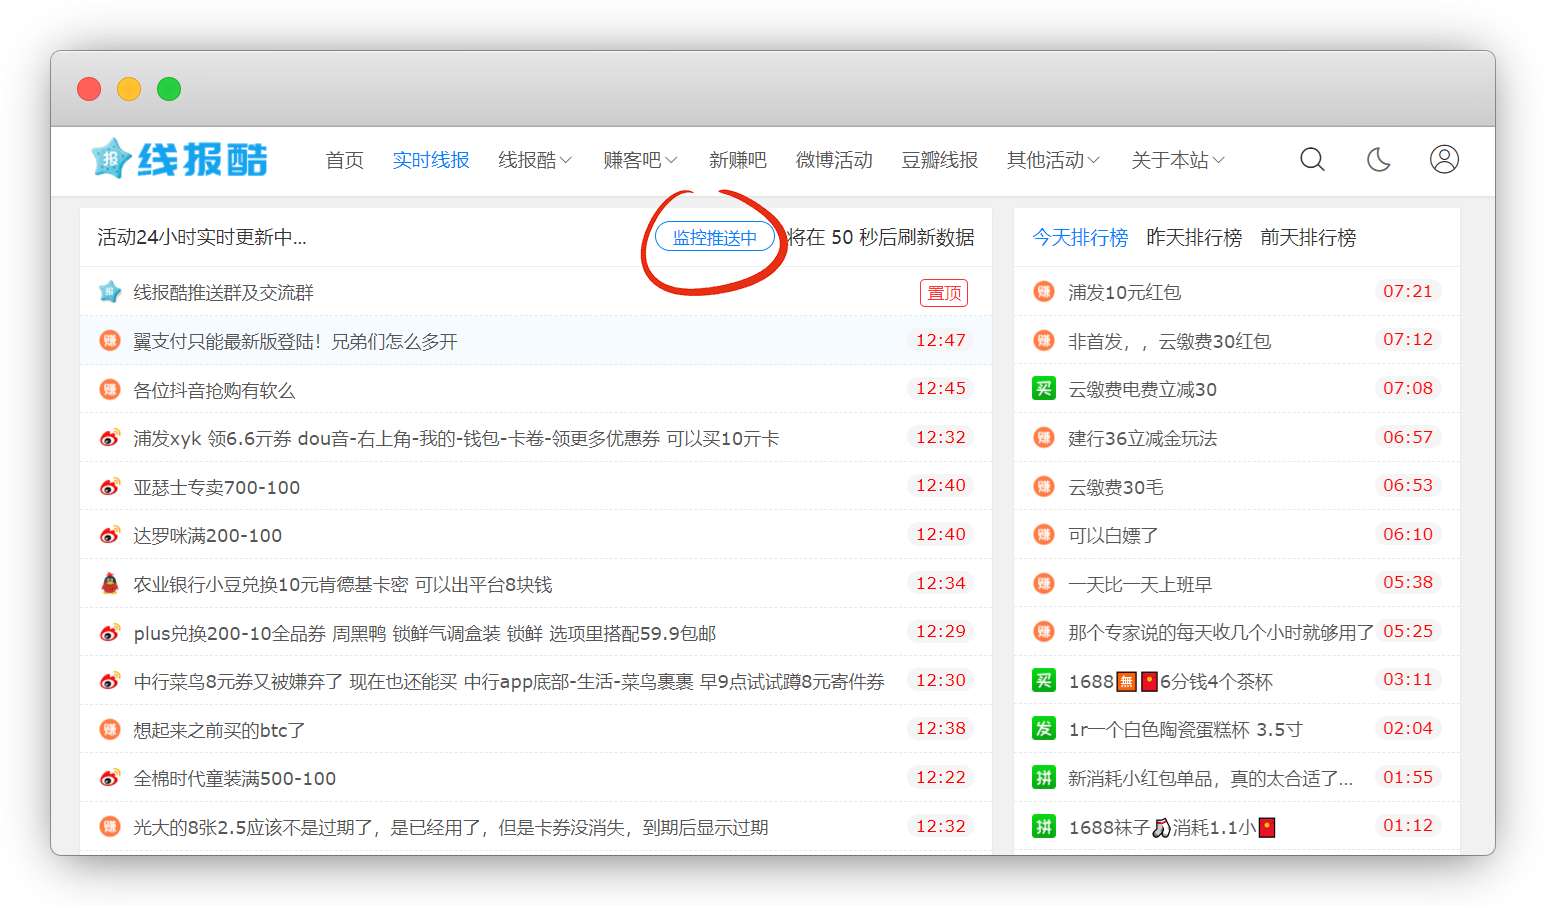 报 线报酷 首页 实时线报 线报酷 赚客吧 新赚吧 微博活动 豆瓣线报 其他活动 关于本站
活动24小时实时更新中... 监控推送中 将在 50 秒后刷新数据
报 线报酷推送群及交流群 置顶
赚 翼支付只能最新版登陆！兄弟们怎么多开 12:47
赚 各位抖音抢购有软么 12:45
浦发xyk 领6.6亓券 dou音-右上角-我的-钱包-卡卷-领更多优惠券 可以买10亓卡 12:32
亚瑟士专卖700-100 12:40
达罗咪满200-100 12:40
农业银行小豆兑换10元肯德基卡密 可以出平台8块钱 12:34
plus兑换200-10全品券 周黑鸭 锁鲜气调盒装 锁鲜 选项里搭配59.9包邮 12:29
中行菜鸟8元券又被嫌弃了 现在也还能买 中行app底部-生活-菜鸟裹裹 早9点试试蹲8元寄件券 12:30
赚 想起来之前买的btc了 12:38
全棉时代童装满500-100 12:22
赚 光大的8张2.5应该不是过期了，是已经用了，但是卡券没消失，到期后显示过期 12:32
今天排行榜 昨天排行榜 前天排行榜
赚 浦发10元红包 07:21
赚 非首发，，云缴费30红包 07:12
买 云缴费电费立减30 07:08
赚 建行36立减金玩法 06:57
赚 云缴费30毛 06:53
赚 可以白嫖了 06:10
赚 一天比一天上班早 05:38
赚 那个专家说的每天收几个小时就够用了 05:25
买 1688🈚🧧6分钱4个茶杯 03:11
发 1r一个白色陶瓷蛋糕杯 3.5寸 02:04
拼 新消耗小红包单品，真的太合适了... 01:55
拼 1688袜子🧦消耗1.1小🧧 01:12